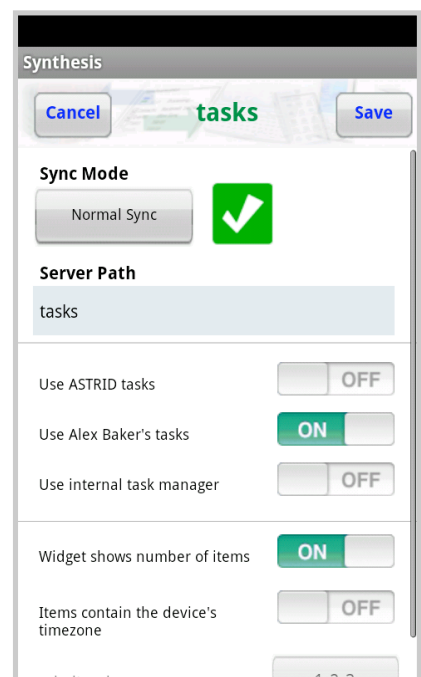 Synthesis
Cancel
tasks
Save
Sync Mode
Normal Sync
Server Path
tasks
Use ASTRID tasks
OFF
Use Alex Baker's tasks
ON
Use internal task manager
OFF
Widget shows number of items
ON
Items contain the device's
OFF
timezone